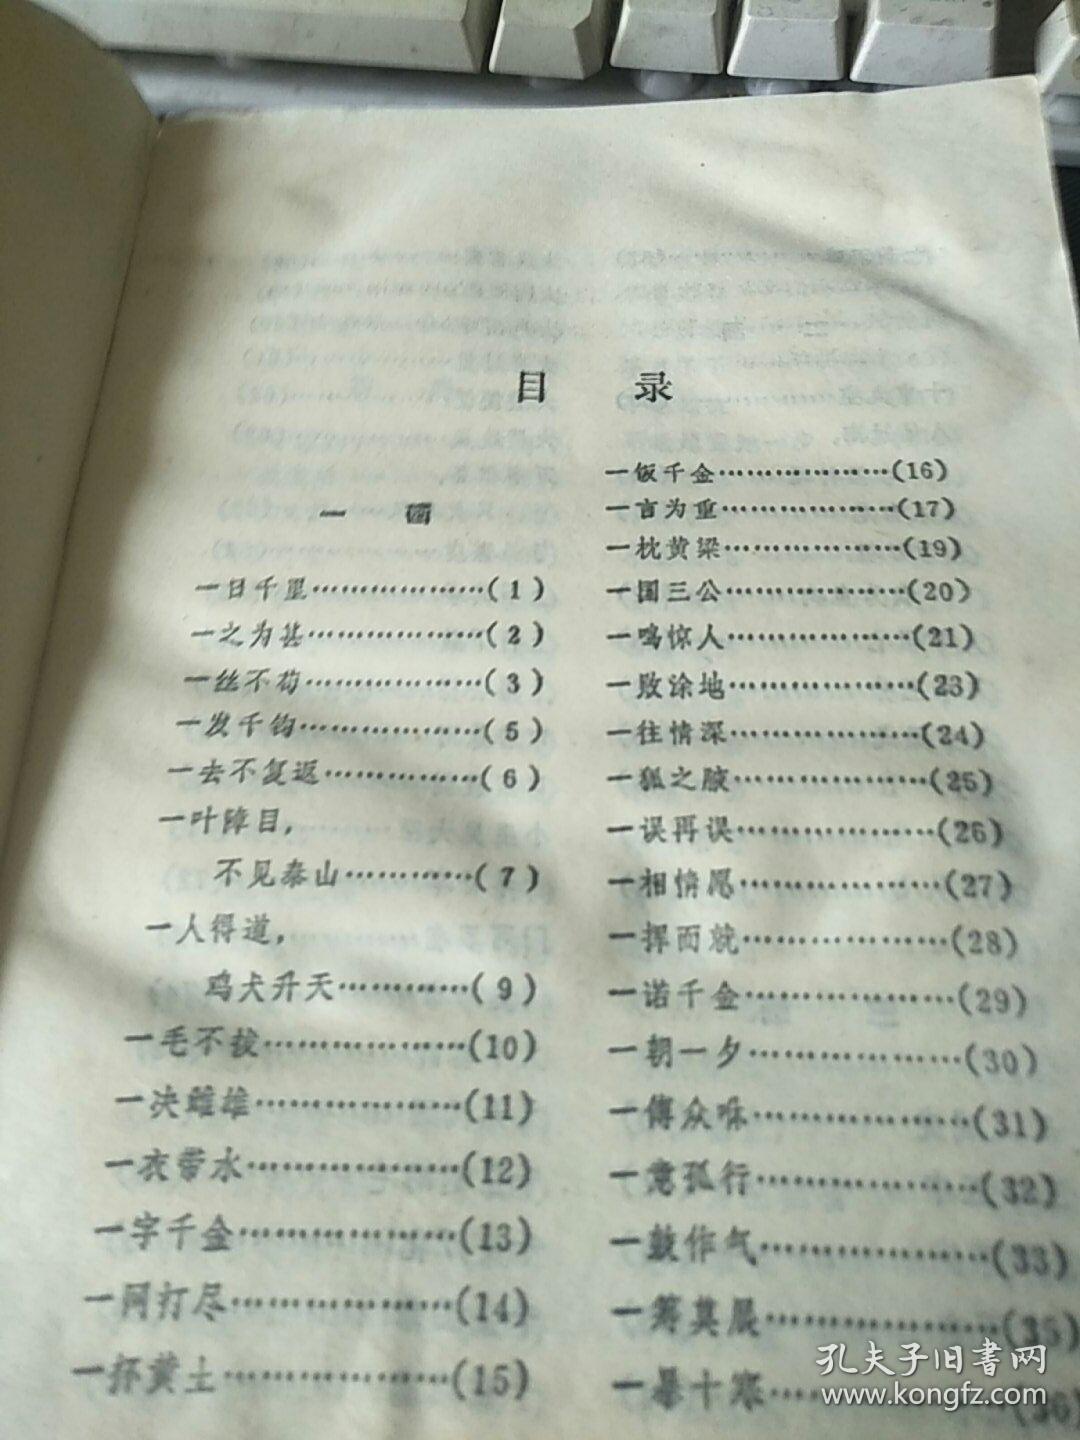 目 录
一 画
一日千里………………(1)
一之为甚………………(2)
一丝不苟………………(3)
一发千钧………………(5)
一去不复返……………(6)
一叶障目,
不见泰山…………(7)
一人得道,
鸡犬升天…………(9)
一毛不拔………………(10)
一决雌雄………………(11)
一衣带水………………(12)
一字千金………………(13)
一网打尽………………(14)
一抔黄土………………(15)
一饭千金………………(16)
一言为重………………(17)
一枕黄粱………………(19)
一国三公………………(20)
一鸣惊人………………(21)
一败涂地………………(23)
一往情深………………(24)
一狐之腋………………(25)
一误再误………………(26)
一相情愿………………(27)
一挥而就………………(28)
一诺千金………………(29)
一朝一夕………………(30)
一傅众咻………………(31)
一意孤行………………(32)
一鼓作气………………(33)
一筹莫展………………(35)
一暴十寒………………(36)
孔夫子旧书网
www.kongfz.com